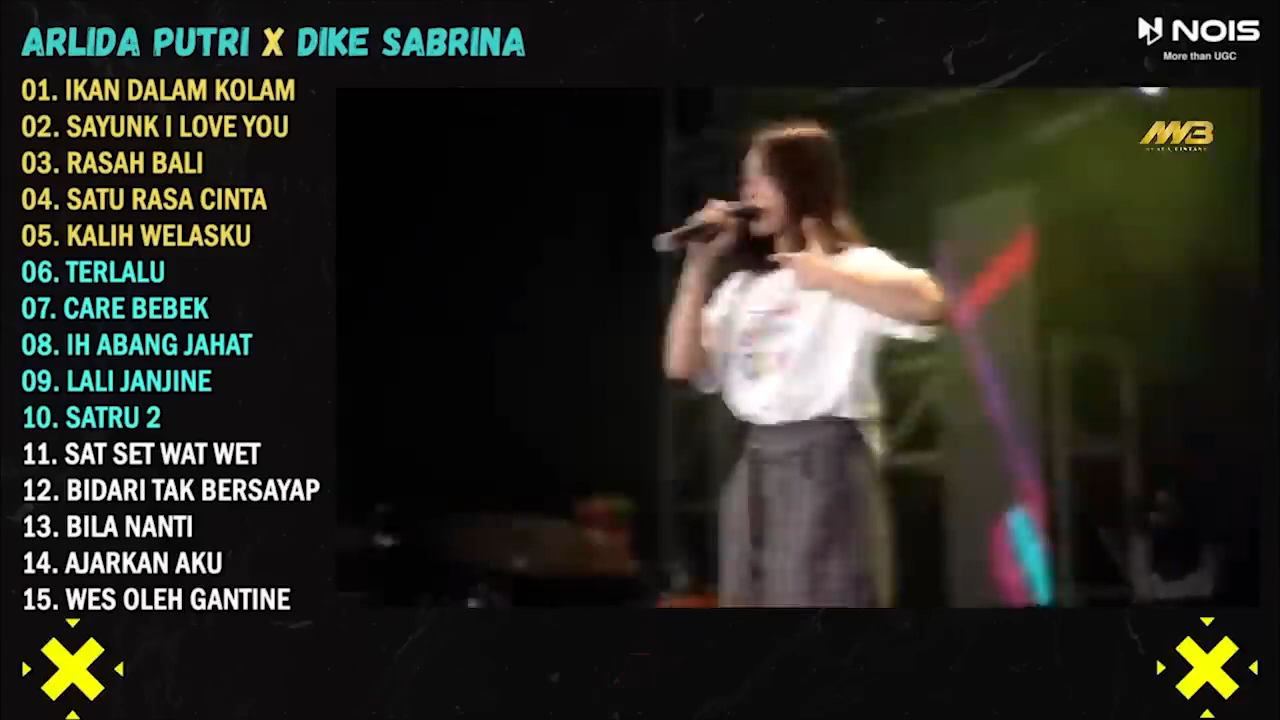 ARLIDA PUTRI X DIKE SABRINA
NOIS
More than UGC
01. IKAN DALAM KOLAM
02. SAYUNK I LOVE YOU
03. RASAH BALI
04. SATU RASA CINTA
05. KALIH WELASKU
06. TERLALU
07. CARE BEBEK
08. IH ABANG JAHAT
09. LALI JANJINE
10. SATRU 2
11. SAT SET WAT WET
12. BIDARI TAK BERSAYAP
13. BILA NANTI
14. AJARKAN AKU
15. WES OLEH GANTINE